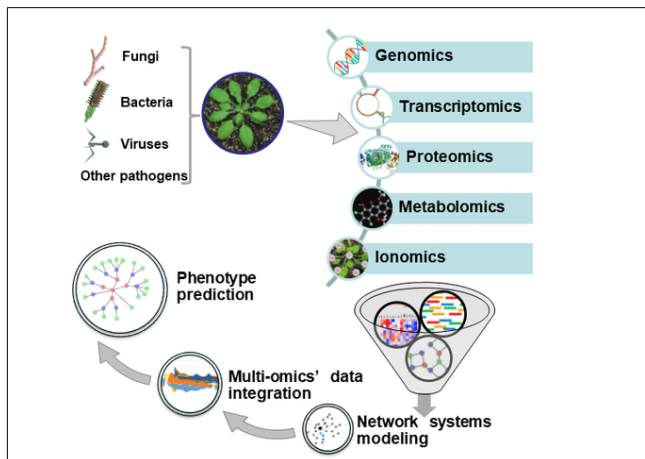 Fungi
Bacteria
Viruses
Other pathogens
Genomics
Transcriptomics
Proteomics
Metabolomics
Ionomics
Phenotype
prediction
Multi-omics' data
integration
Network systems
modeling